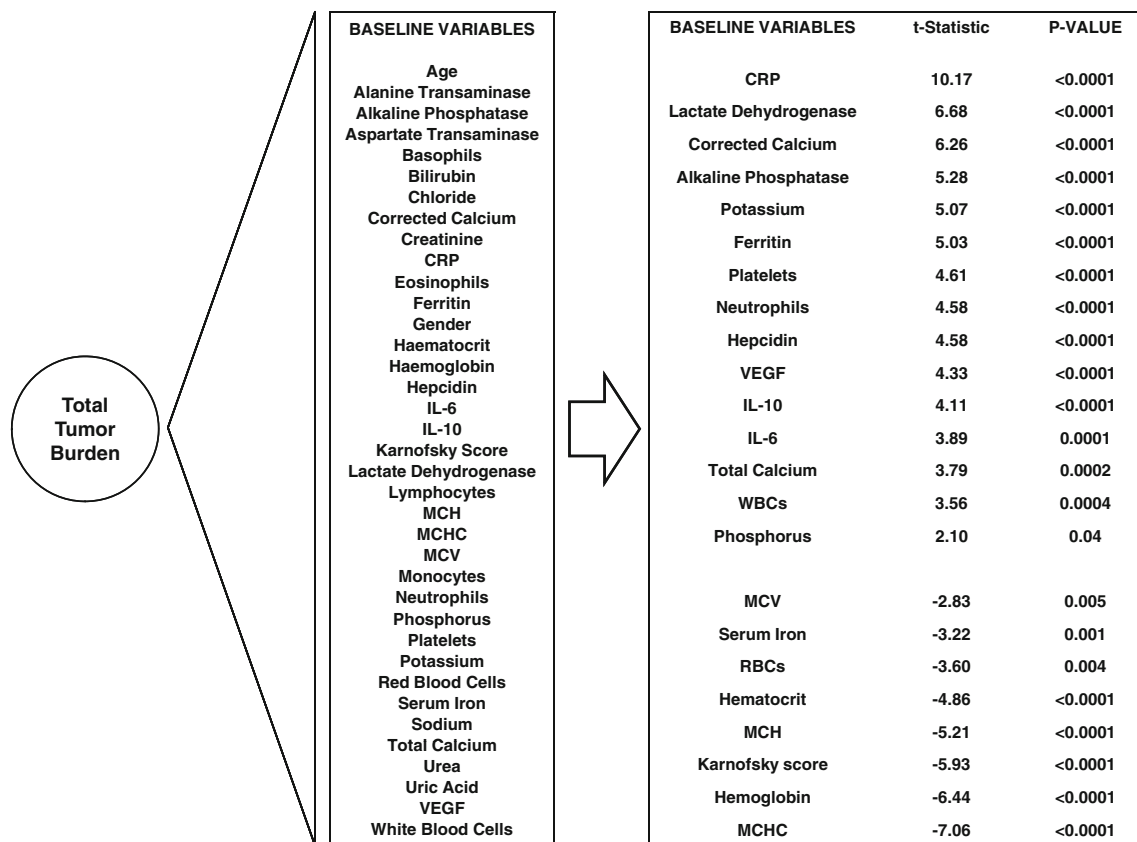 Total
Tumor
Burden
BASELINE VARIABLES
Age
Alanine Transaminase
Alkaline Phosphatase
Aspartate Transaminase
Basophils
Bilirubin
Chloride
Corrected Calcium
Creatinine
CRP
Eosinophils
Ferritin
Gender
Haematocrit
Haemoglobin
Hepcidin
IL-6
IL-10
Karnofsky Score
Lactate Dehydrogenase
Lymphocytes
MCH
MCHC
MCV
Monocytes
Neutrophils
Phosphorus
Platelets
Potassium
Red Blood Cells
Serum Iron
Sodium
Total Calcium
Urea
Uric Acid
VEGF
White Blood Cells
BASELINE VARIABLES t-Statistic P-VALUE
CRP 10.17 <0.0001
Lactate Dehydrogenase 6.68 <0.0001
Corrected Calcium 6.26 <0.0001
Alkaline Phosphatase 5.28 <0.0001
Potassium 5.07 <0.0001
Ferritin 5.03 <0.0001
Platelets 4.61 <0.0001
Neutrophils 4.58 <0.0001
Hepcidin 4.58 <0.0001
VEGF 4.33 <0.0001
IL-10 4.11 <0.0001
IL-6 3.89 0.0001
Total Calcium 3.79 0.0002
WBCs 3.56 0.0004
Phosphorus 2.10 0.04
MCV -2.83 0.005
Serum Iron -3.22 0.001
RBCs -3.60 0.004
Hematocrit -4.86 <0.0001
MCH -5.21 <0.0001
Karnofsky score -5.93 <0.0001
Hemoglobin -6.44 <0.0001
MCHC -7.06 <0.0001